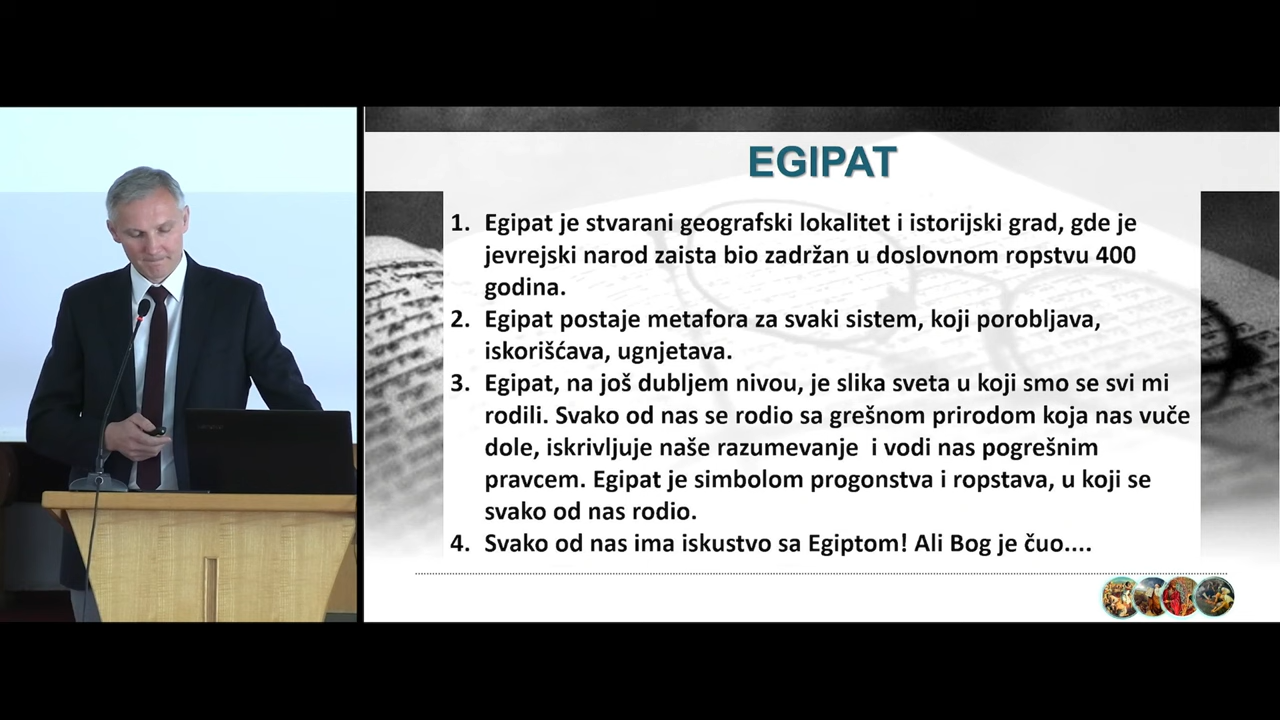 EGIPAT
1. Egipat je stvarani geografski lokalitet i istorijski grad, gde je
jevrejski narod zaista bio zadržan u doslovnom ropstvu 400
godina.
2. Egipat postaje metafora za svaki sistem, koji porobljava,
iskorišćava, ugnjetava.
3. Egipat, na još dubljem nivou, je slika sveta u koji smo se svi mi
rodili. Svako od nas se rodio sa grešnom prirodom koja nas vuče
dole, iskrivljuje naše razumevanje i vodi nas pogrešnim
pravcem. Egipat je simbolom progonstva i ropstava, u koji se
svako od nas rodio.
4. Svako od nas ima iskustvo sa Egiptom! Ali Bog je čuo....